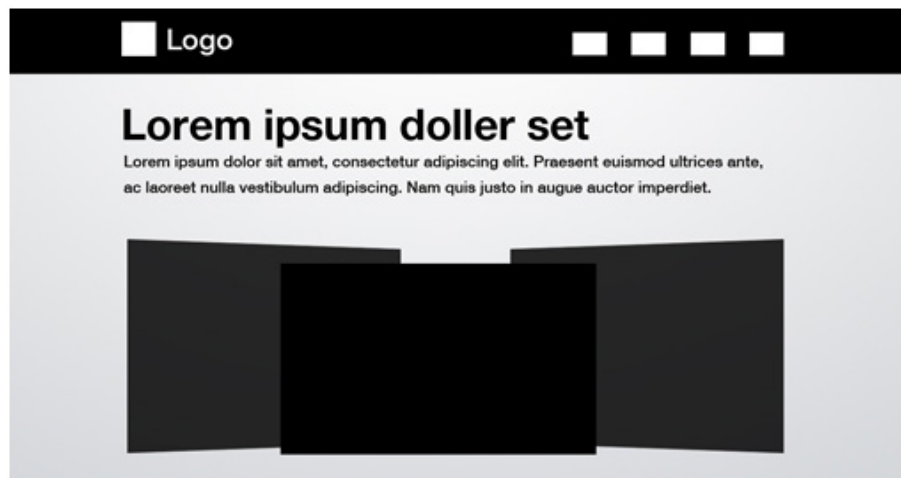 Logo
Lorem ipsum doller set
Lorem ipsum dolor sit amet, consectetur adipiscing elit. Praesent euismod ultrices ante,
ac laoreet nulla vestibulum adipiscing. Nam quis justo in augue auctor imperdiet.